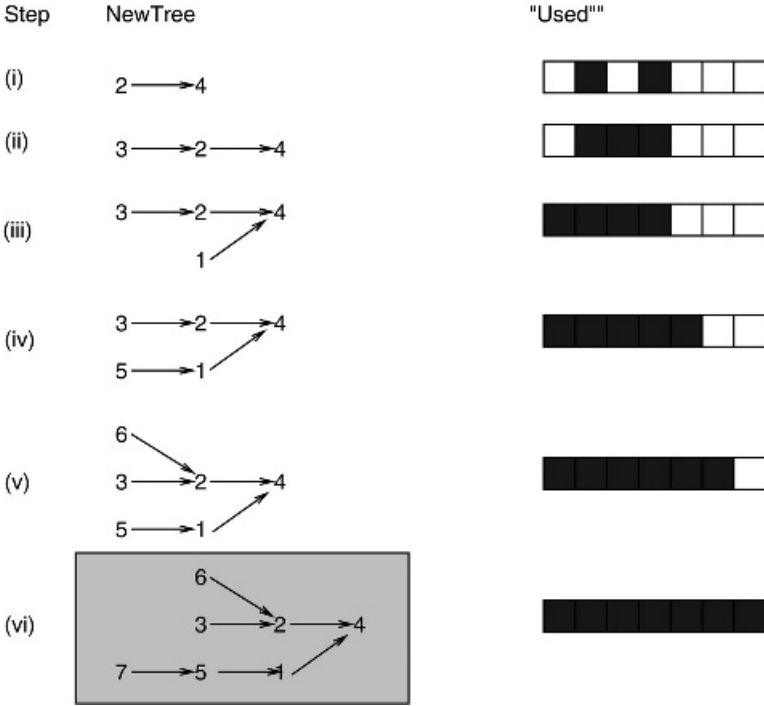 Step NewTree "Used""
(i) 2 4
(ii) 3 2 4
3 2 4
(iii)
1
3 2 4
(iv)
5 1
6
(v) 3 2 4
5 1
6
(vi) 3 2 4
7 5 1